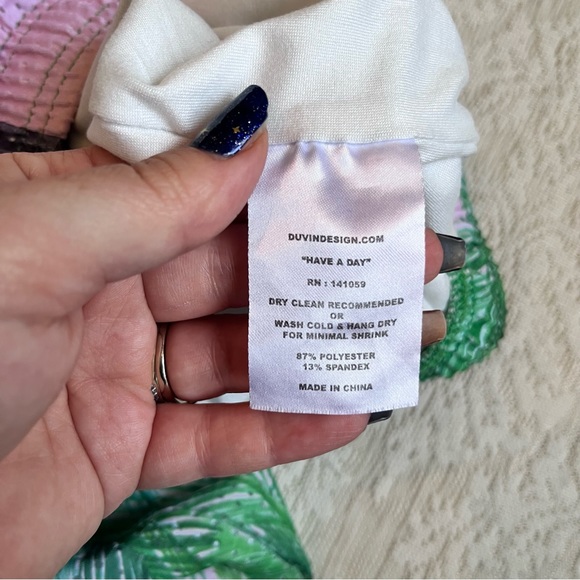 DUVINDESIGN.COM
"HAVE A DAY"
RN : 141059
DRY CLEAN RECOMMENDED
OR
WASH COLD & HANG DRY
FOR MINIMAL SHRINK
87% POLYESTER
13% SPANDEX
MADE IN CHINA